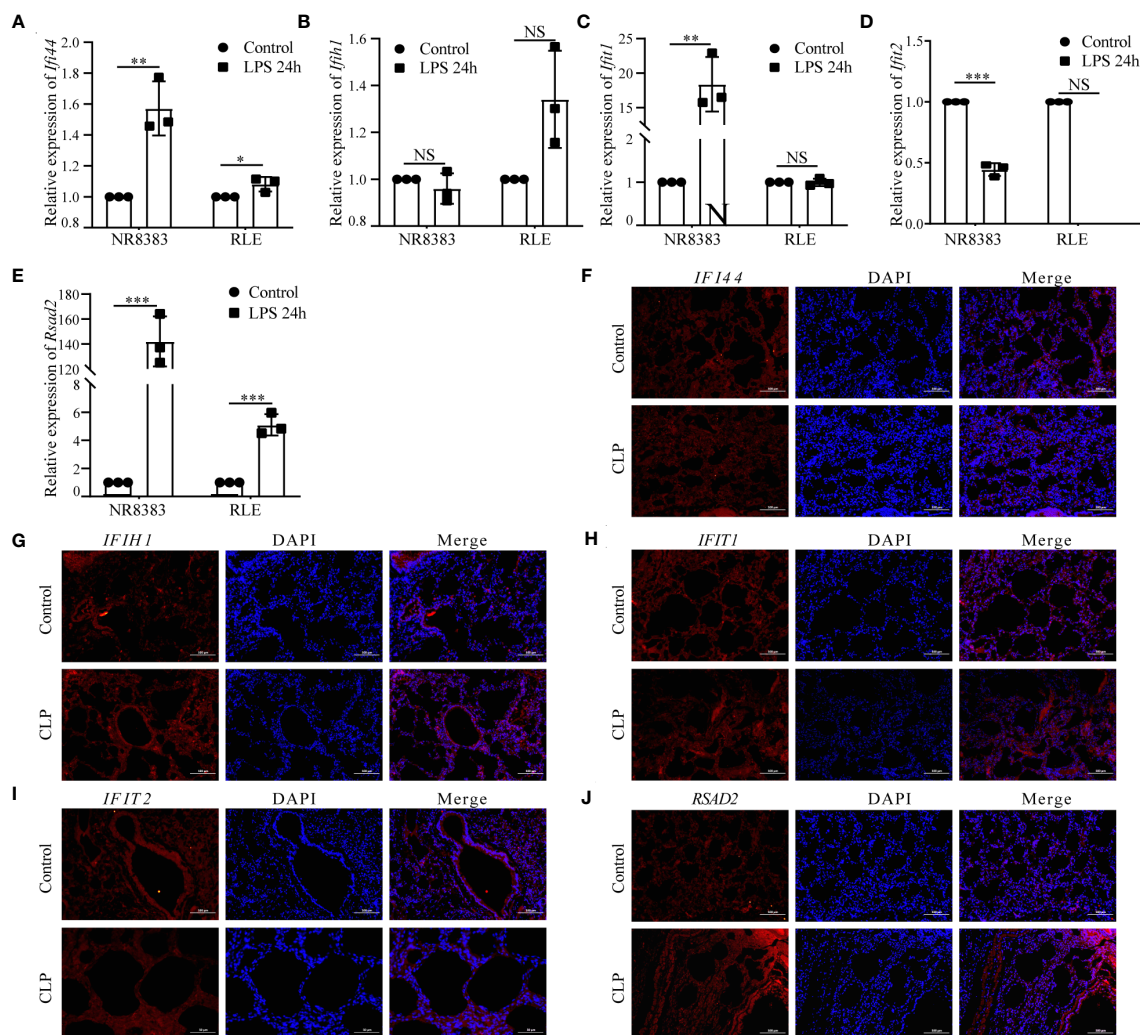 A
Relative expression of Ifi44
2.0
1.8
1.6
1.4
1.2
1.0
0.8
**
*
Control
LPS 24h
NR8383
RLE
B
Relative expression of Ifih1
1.6
1.4
1.2
1.0
0.8
NS
NS
Control
LPS 24h
NR8383
RLE
C
Relative expression of Ifit1
25
20
15
10
2
1
0
**
NS
N
Control
LPS 24h
NR8383
RLE
D
Relative expression of Ifit2
1.5
1.0
0.5
0.0
***
NS
Control
LPS 24h
NR8383
RLE
E
Relative expression of Rsad2
180
160
140
120
8
6
4
2
0
***
***
Control
LPS 24h
NR8383
RLE
F
IFI44 DAPI Merge
Control
CLP
G
IFIH1 DAPI Merge
Control
CLP
H
IFIT1 DAPI Merge
Control
CLP
I
IFIT2 DAPI Merge
Control
CLP
J
RSAD2 DAPI Merge
Control
CLP